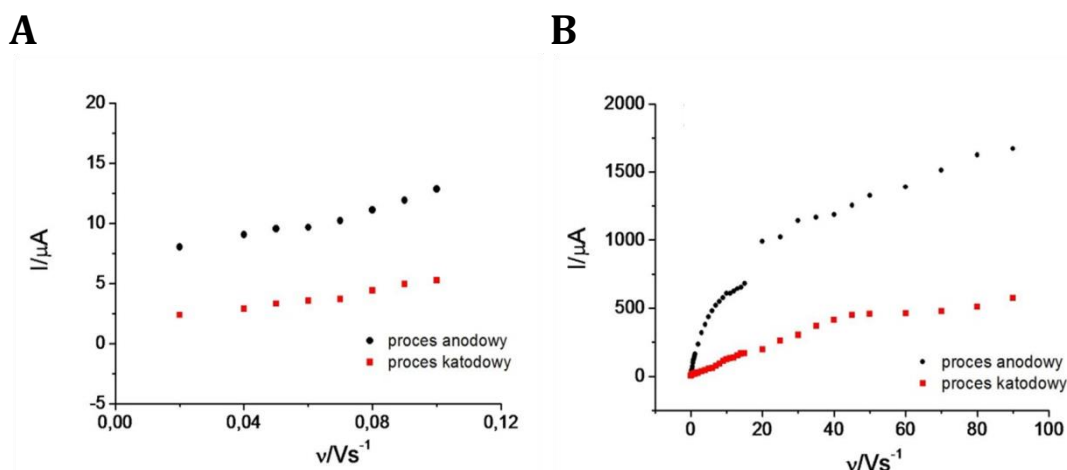 A
B
20
15
10
5
0
-5
I/μA
0,00
0,04
0,08
0,12
ν/Vs⁻¹
proces anodowy
proces katodowy
2000
1500
1000
500
0
I/μA
0
20
40
60
80
100
ν/Vs⁻¹
proces anodowy
proces katodowy